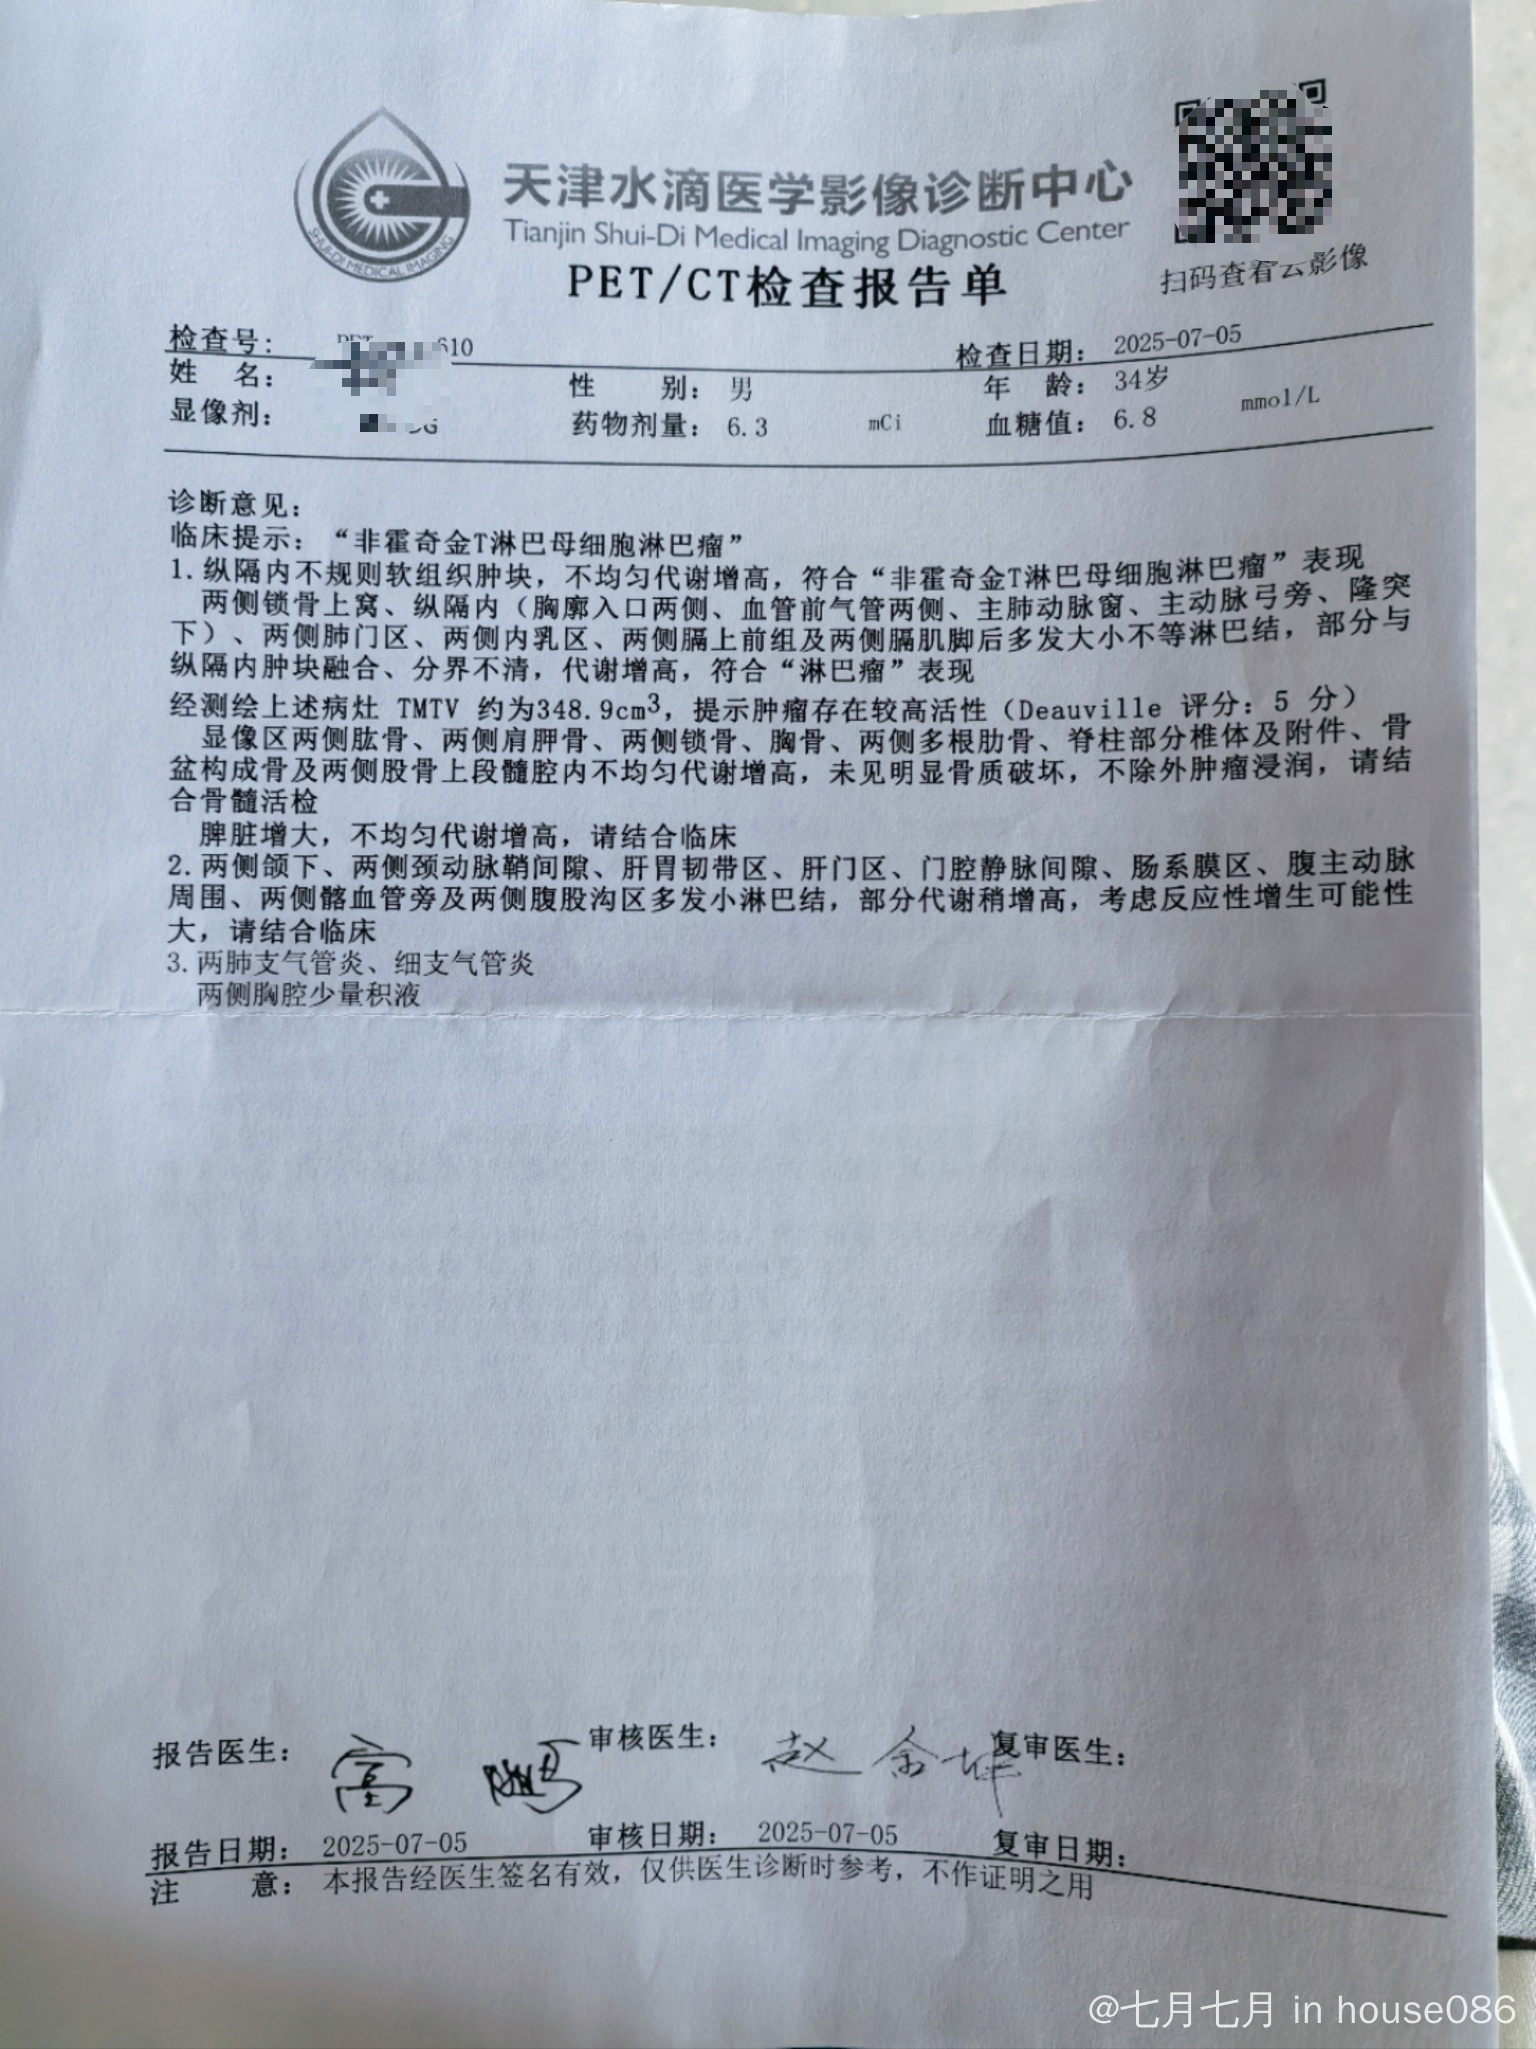 SHUI-DI MEDICAL IMAGING
天津水滴医学影像诊断中心
Tianjin Shui-Di Medical Imaging Diagnostic Center
PET/CT检查报告单
扫码查看云影像
检查号: 610 检查日期: 2025-07-05
姓 名: 性 别: 男 年 龄: 34岁
显像剂: DG 药物剂量: 6.3 mCi 血糖值: 6.8 mmol/L
诊断意见:
临床提示:“非霍奇金T淋巴母细胞淋巴瘤”
1.纵隔内不规则软组织肿块，不均匀代谢增高，符合“非霍奇金T淋巴母细胞淋巴瘤”表现
两侧锁骨上窝、纵隔内（胸廓入口两侧、血管前气管两侧、主肺动脉窗、主动脉弓旁、隆突
下）、两侧肺门区、两侧内乳区、两侧膈上前组及两侧膈肌脚后多发大小不等淋巴结，部分与
纵隔内肿块融合、分界不清，代谢增高，符合“淋巴瘤”表现
经测绘上述病灶 TMTV 约为348.9cm³，提示肿瘤存在较高活性（Deauville 评分：5 分）
显像区两侧肱骨、两侧肩胛骨、两侧锁骨、胸骨、两侧多根肋骨、脊柱部分椎体及附件、骨
盆构成骨及两侧股骨上段髓腔内不均匀代谢增高，未见明显骨质破坏，不除外肿瘤浸润，请结
合骨髓活检
脾脏增大，不均匀代谢增高，请结合临床
2.两侧颌下、两侧颈动脉鞘间隙、肝胃韧带区、肝门区、门腔静脉间隙、肠系膜区、腹主动脉
周围、两侧髂血管旁及两侧腹股沟区多发小淋巴结，部分代谢稍增高，考虑反应性增生可能性
大，请结合临床
3.两肺支气管炎、细支气管炎
两侧胸腔少量积液
报告医生: 高 鹏 审核医生: 赵 复审医生:
报告日期: 2025-07-05 审核日期: 2025-07-05 复审日期:
注 意: 本报告经医生签名有效，仅供医生诊断时参考，不作证明之用
@七月七月 in house086